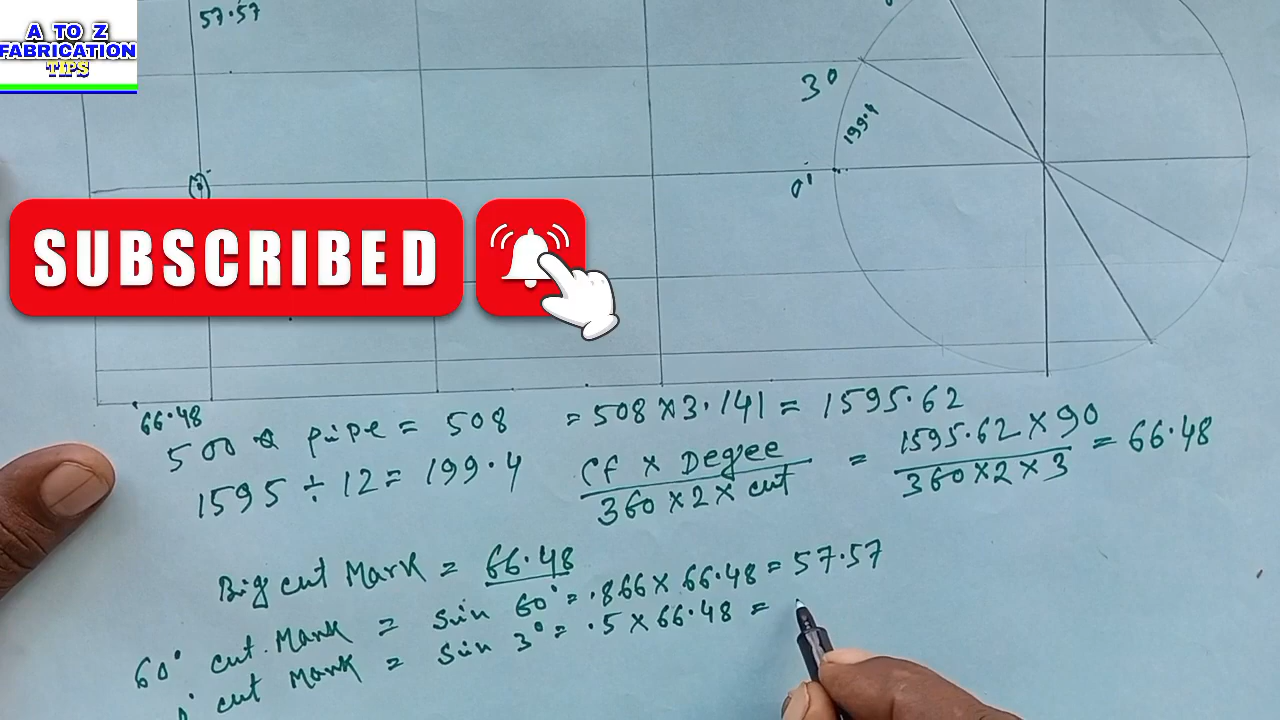 A TO Z
FABRICATION
TIPS
57.57
30
199.4
0°
SUBSCRIBED
66.48
500 pipe = 508 = 508 × 3.141 = 1595.62
1595 ÷ 12 = 199.4
Cf × Degee
360 × 2 × cut
= 1595.62 × 90
360 × 2 × 3
= 66.48
Big cut Mark = 66.48
60° cut Mark = Sin 60° = .866 × 66.48 = 57.57
cut Mark = Sin 3° = .5 × 66.48 =